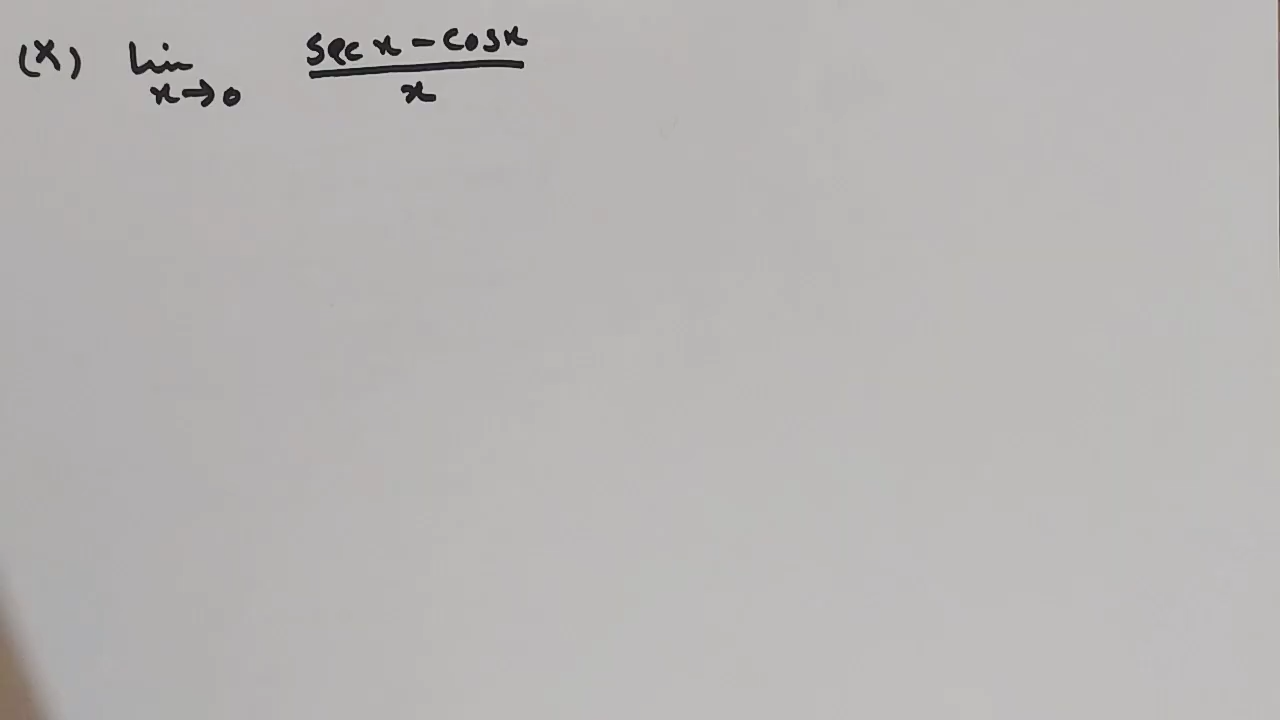 (X) lim sec x - cos x
x→0 x